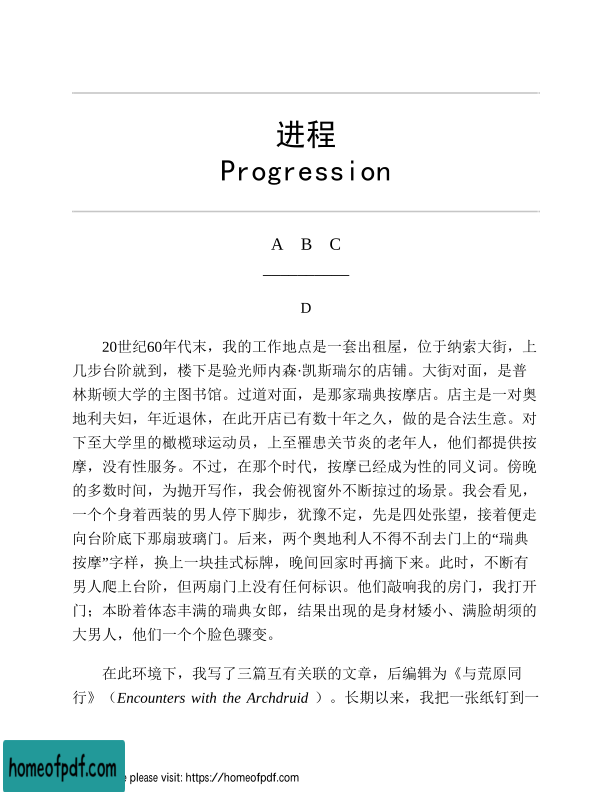 进程
Progression
A B C
D
20世纪60年代末，我的工作地点是一套出租屋，位于纳索大街，上
几步台阶就到，楼下是验光师内森·凯斯瑞尔的店铺。大街对面，是普
林斯顿大学的主图书馆。过道对面，是那家瑞典按摩店。店主是一对奥
地利夫妇，年近退休，在此开店已有数十年之久，做的是合法生意。对
下至大学里的橄榄球运动员，上至罹患关节炎的老年人，他们都提供按
摩，没有性服务。不过，在那个时代，按摩已经成为性的同义词。傍晚
的多数时间，为抛开写作，我会俯视窗外不断掠过的场景。我会看见，
一个个身着西装的男人停下脚步，犹豫不定，先是四处张望，接着便走
向台阶底下那扇玻璃门。后来，两个奥地利人不得不刮去门上的“瑞典
按摩”字样，换上一块挂式标牌，晚间回家时再摘下来。此时，不断有
男人爬上台阶，但两扇门上没有任何标识。他们敲响我的房门，我打开
门；本盼着体态丰满的瑞典女郎，结果出现的是身材矮小、满脸胡须的
大男人，他们一个个脸色骤变。
在此环境下，我写了三篇互有关联的文章，后编辑为《与荒原同
行》（Encounters with the Archdruid ）。长期以来，我把一张纸钉到一
homeofpdf.com
e please visit: https://homeofpdf.com